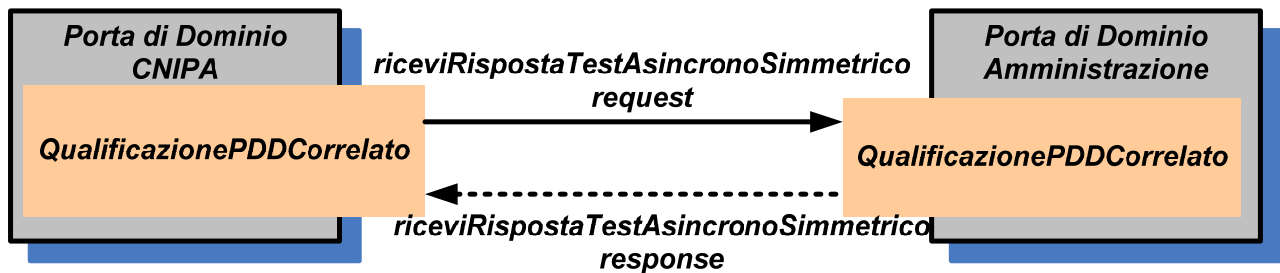 Porta di Dominio
CNIPA
QualificazionePDDCorrelato
riceviRispostaTestAsincronoSimmetrico
request
riceviRispostaTestAsincronoSimmetrico
response
Porta di Dominio
Amministrazione
QualificazionePDDCorrelato